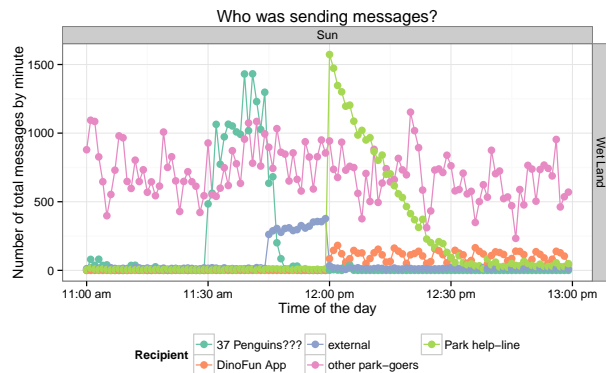 Who was sending messages?
Sun
Number of total messages by minute
1500
1000
500
0
Wet Land
11:00 am 11:30 am 12:00 pm 12:30 pm 13:00 pm
Time of the day
Recipient
37 Penguins??? external Park help-line
DinoFun App other park-goers